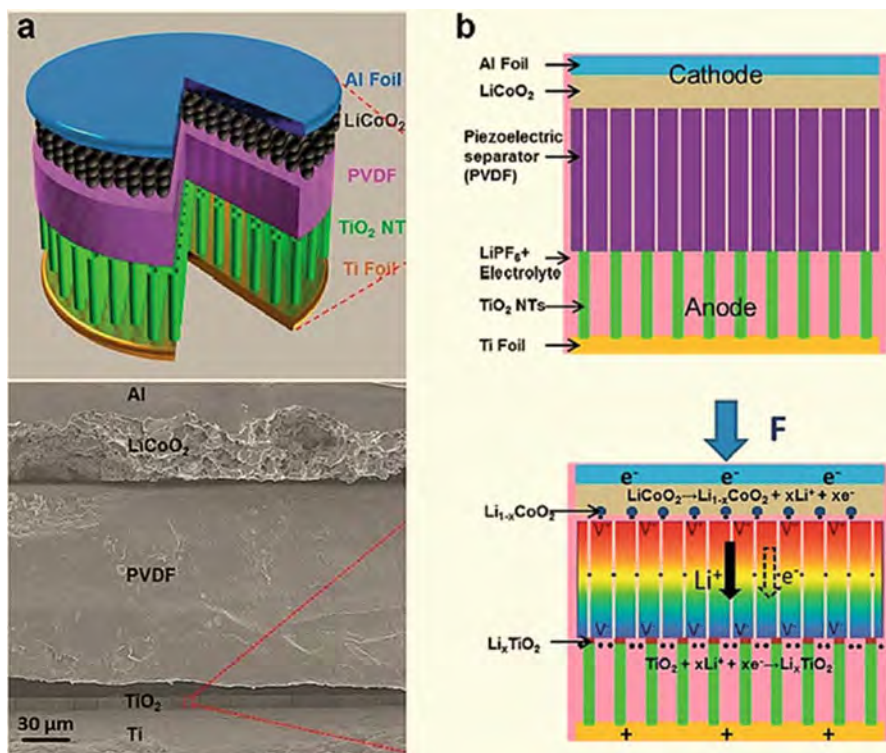 a
Al Foil
LiCoO₂
PVDF
TiO₂ NT
Ti Foil
Al
LiCoO₂
PVDF
TiO₂
30 µm
Ti
b
Al Foil
Cathode
LiCoO₂
Piezoelectric
separator
(PVDF)
LiPF₆+
Electrolyte
TiO₂ NTs
Anode
Ti Foil
F
e⁻ e⁻ e⁻
LiCoO₂→Li₁₋ₓCoO₂ + xLi⁺ + xe⁻
Li₁₋ₓCoO₂
Li⁺ e⁻
LiₓTiO₂
TiO₂ + xLi⁺ + xe⁻→LiₓTiO₂
+ + +